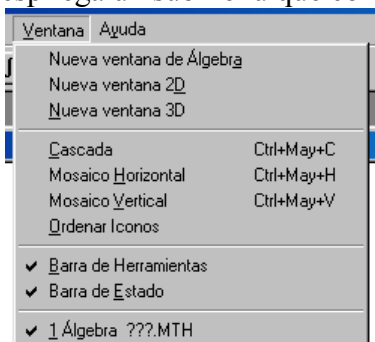 Ventana Ayuda
Nueva ventana de Álgebra
Nueva ventana 2D
Nueva ventana 3D
Cascada Ctrl+May+C
Mosaico Horizontal Ctrl+May+H
Mosaico Vertical Ctrl+May+V
Ordenar Iconos
Barra de Herramientas
Barra de Estado
1 Álgebra ???.MTH